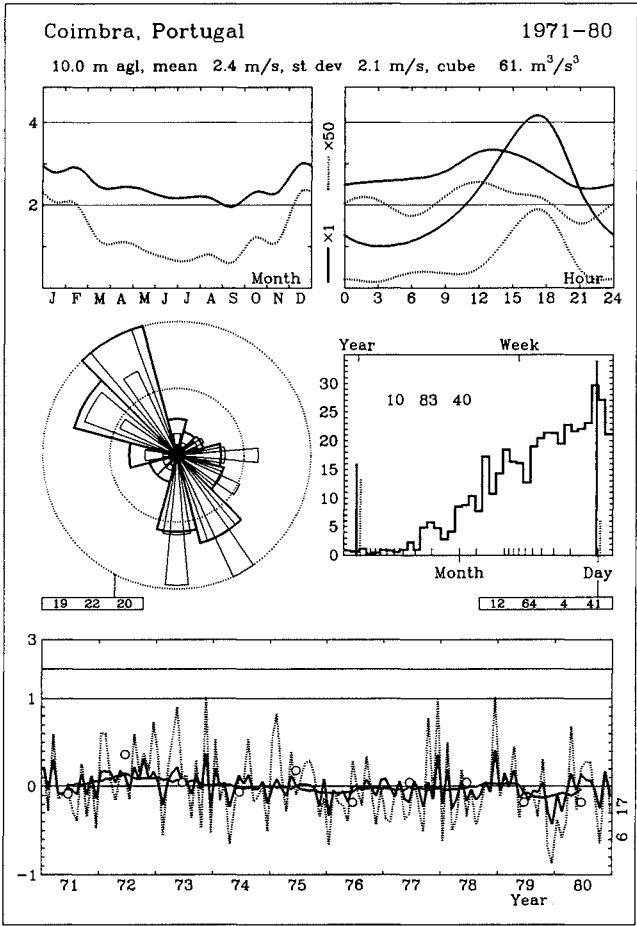 Coimbra, Portugal 1971-80
10.0 m agl, mean 2.4 m/s, st dev 2.1 m/s, cube 61. m³/s³
4
2
Month
J F M A M J J A S O N D
×1 ×50
Hour
0 3 6 9 12 15 18 21 24
Year Week
35
30
25
20
15
10
5
0
10 83 40
Month Day
19 22 20
12 64 4 41
3
1
0
-1
6 17
71 72 73 74 75 76 77 78 79 80
Year